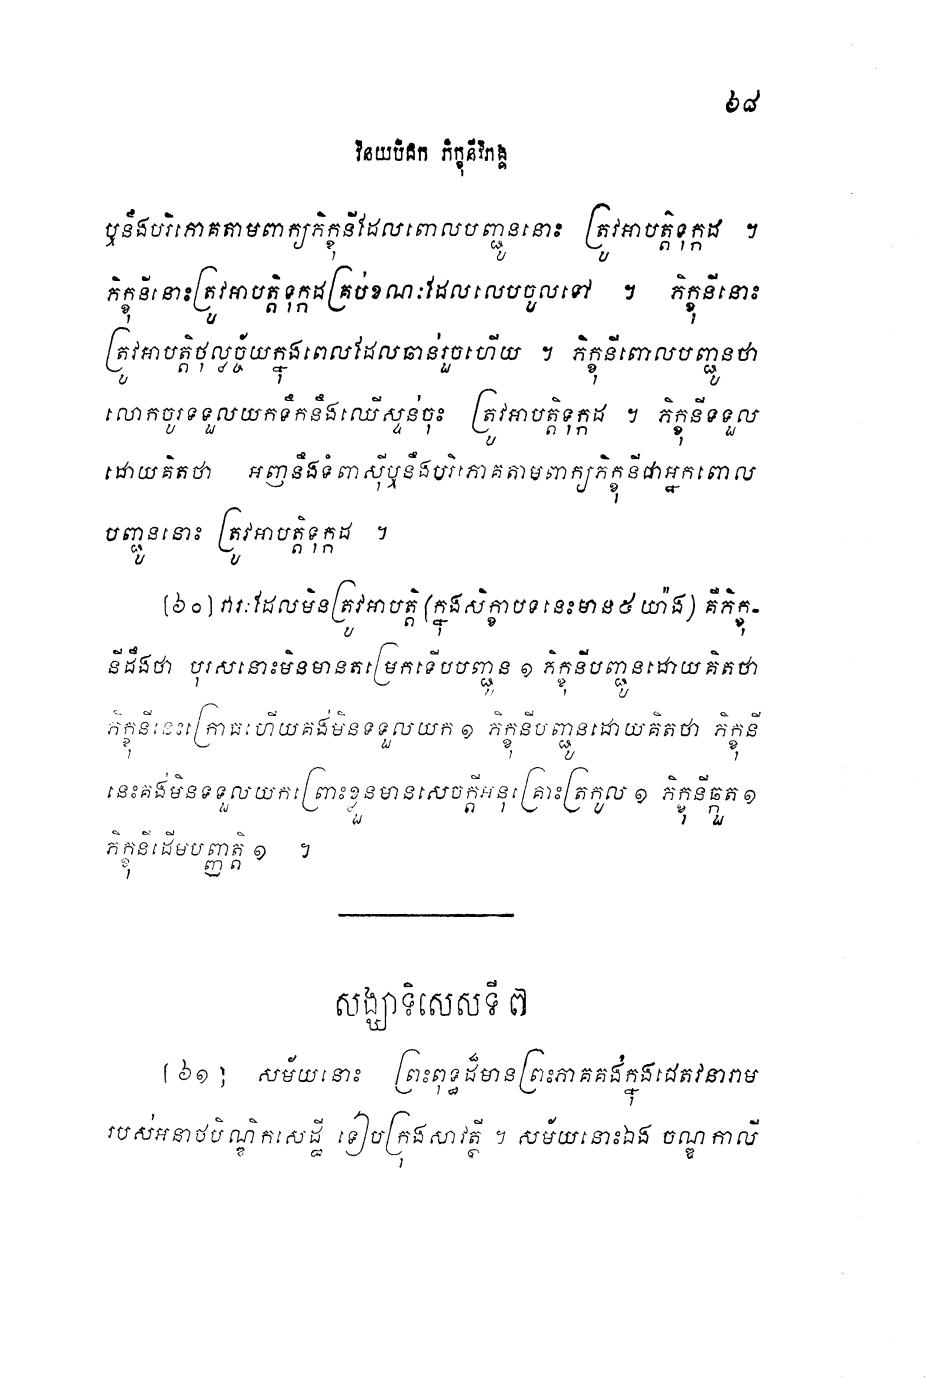 ៦៨
វិនយបិដក ភិក្ខុនីវិភង្គ
ឬនឹងបរិភោគតាមពាក្យភិក្ខុនីដែលពោលបញ្ជូននោះ ត្រូវអាបត្តិទុក្កដ ។
ភិក្ខុនីនោះត្រូវអាបត្តិទុក្កដគ្រប់ខណៈដែលលេបចូលទៅ ។ ភិក្ខុនីនោះ
ត្រូវអាបត្តិថុល្លច្ច័យក្នុងពេលដែលឆាន់រួចហើយ ។ ភិក្ខុនីពោលបញ្ជូនថា
លោកចូរទទួលយកទឹកនឹងឈើស្ទន់ចុះ ត្រូវអាបត្តិទុក្កដ ។ ភិក្ខុនីទទួល
ដោយគិតថា អញនឹងទំពាស៊ីឬនឹងបរិភោគតាមពាក្យភិក្ខុនីជាអ្នកពោល
បញ្ជូននោះ ត្រូវអាបត្តិទុក្កដ ។
(៦០) វារៈដែលមិនត្រូវអាបត្តិ (ក្នុងសិក្ខាបទនេះមាន៥យ៉ាង) គឺភិក្ខុ-
នីដឹងថា បុរសនោះមិនមានតម្រេកទើបបញ្ជូន ១ ភិក្ខុនីបញ្ជូនដោយគិតថា
ភិក្ខុនីនេះក្រោធហើយគង់មិនទទួលយក ១ ភិក្ខុនីបញ្ជូនដោយគិតថា ភិក្ខុនី
នេះគង់មិនទទួលយកព្រោះខ្លួនមានសេចក្តីអនុគ្រោះត្រកូល ១ ភិក្ខុនីឆ្កួត ១
ភិក្ខុនីដើមបញ្ញត្តិ ១ ។
សង្ឃាទិសេសទី ៧
(៦១) សម័យនោះ ព្រះពុទ្ធដ៏មានព្រះភាគគង់ក្នុងជេតវនារាម
របស់អនាថបិណ្ឌិកសេដ្ឋី ទៀបក្រុងសាវត្ថី ។ សម័យនោះឯង ចណ្ឌកាលី